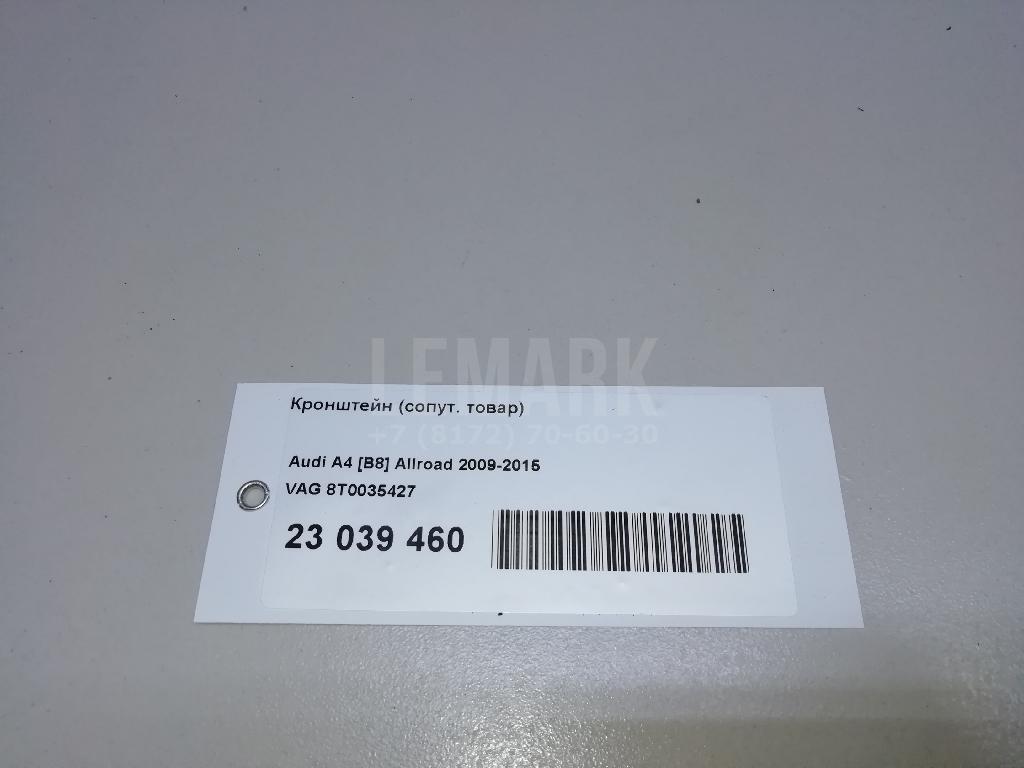 LEMARK
Кронштейн (сопут. товар)
+7 (8172) 70-60-30
Audi A4 [B8] Allroad 2009-2015
VAG 8T0035427
23 039 460